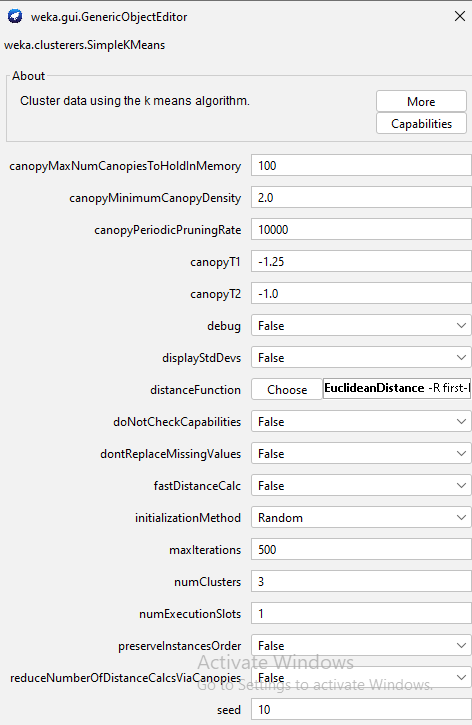 weka.gui.GenericObjectEditor
weka.clusterers.SimpleKMeans
About
Cluster data using the k means algorithm.
More
Capabilities
canopyMaxNumCanopiesToHoldInMemory 100
canopyMinimumCanopyDensity 2.0
canopyPeriodicPruningRate 10000
canopyT1 -1.25
canopyT2 -1.0
debug False
displayStdDevs False
distanceFunction Choose EuclideanDistance -R first-l
doNotCheckCapabilities False
dontReplaceMissingValues False
fastDistanceCalc False
initializationMethod Random
maxIterations 500
numClusters 3
numExecutionSlots 1
preserveInstancesOrder False
Activate Windows
reduceNumberOfDistanceCalcsViaCanopies False
Go to Settings to activate Windows.
seed 10